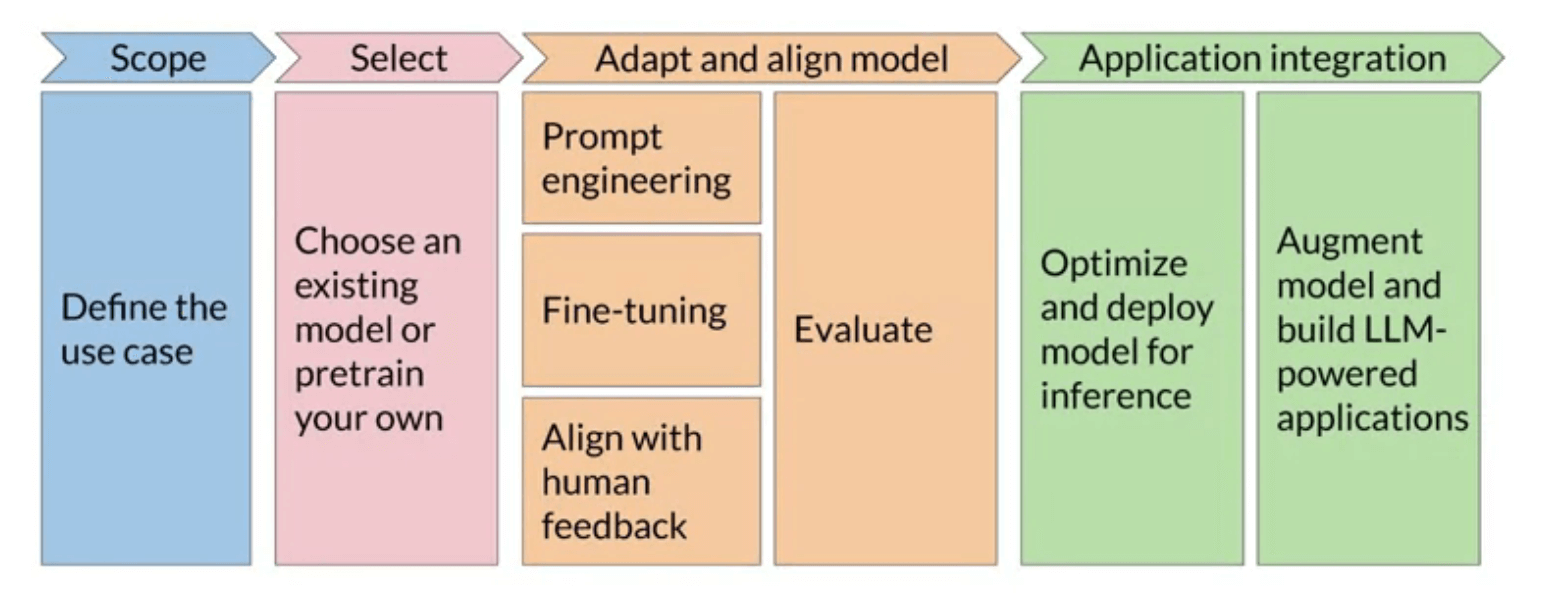 Scope
Select
Adapt and align model
Application integration
Define the
use case
Choose an
existing
model or
pretrain
your own
Prompt
engineering
Fine-tuning
Align with
human
feedback
Evaluate
Optimize
and deploy
model for
inference
Augment
model and
build LLM-
powered
applications